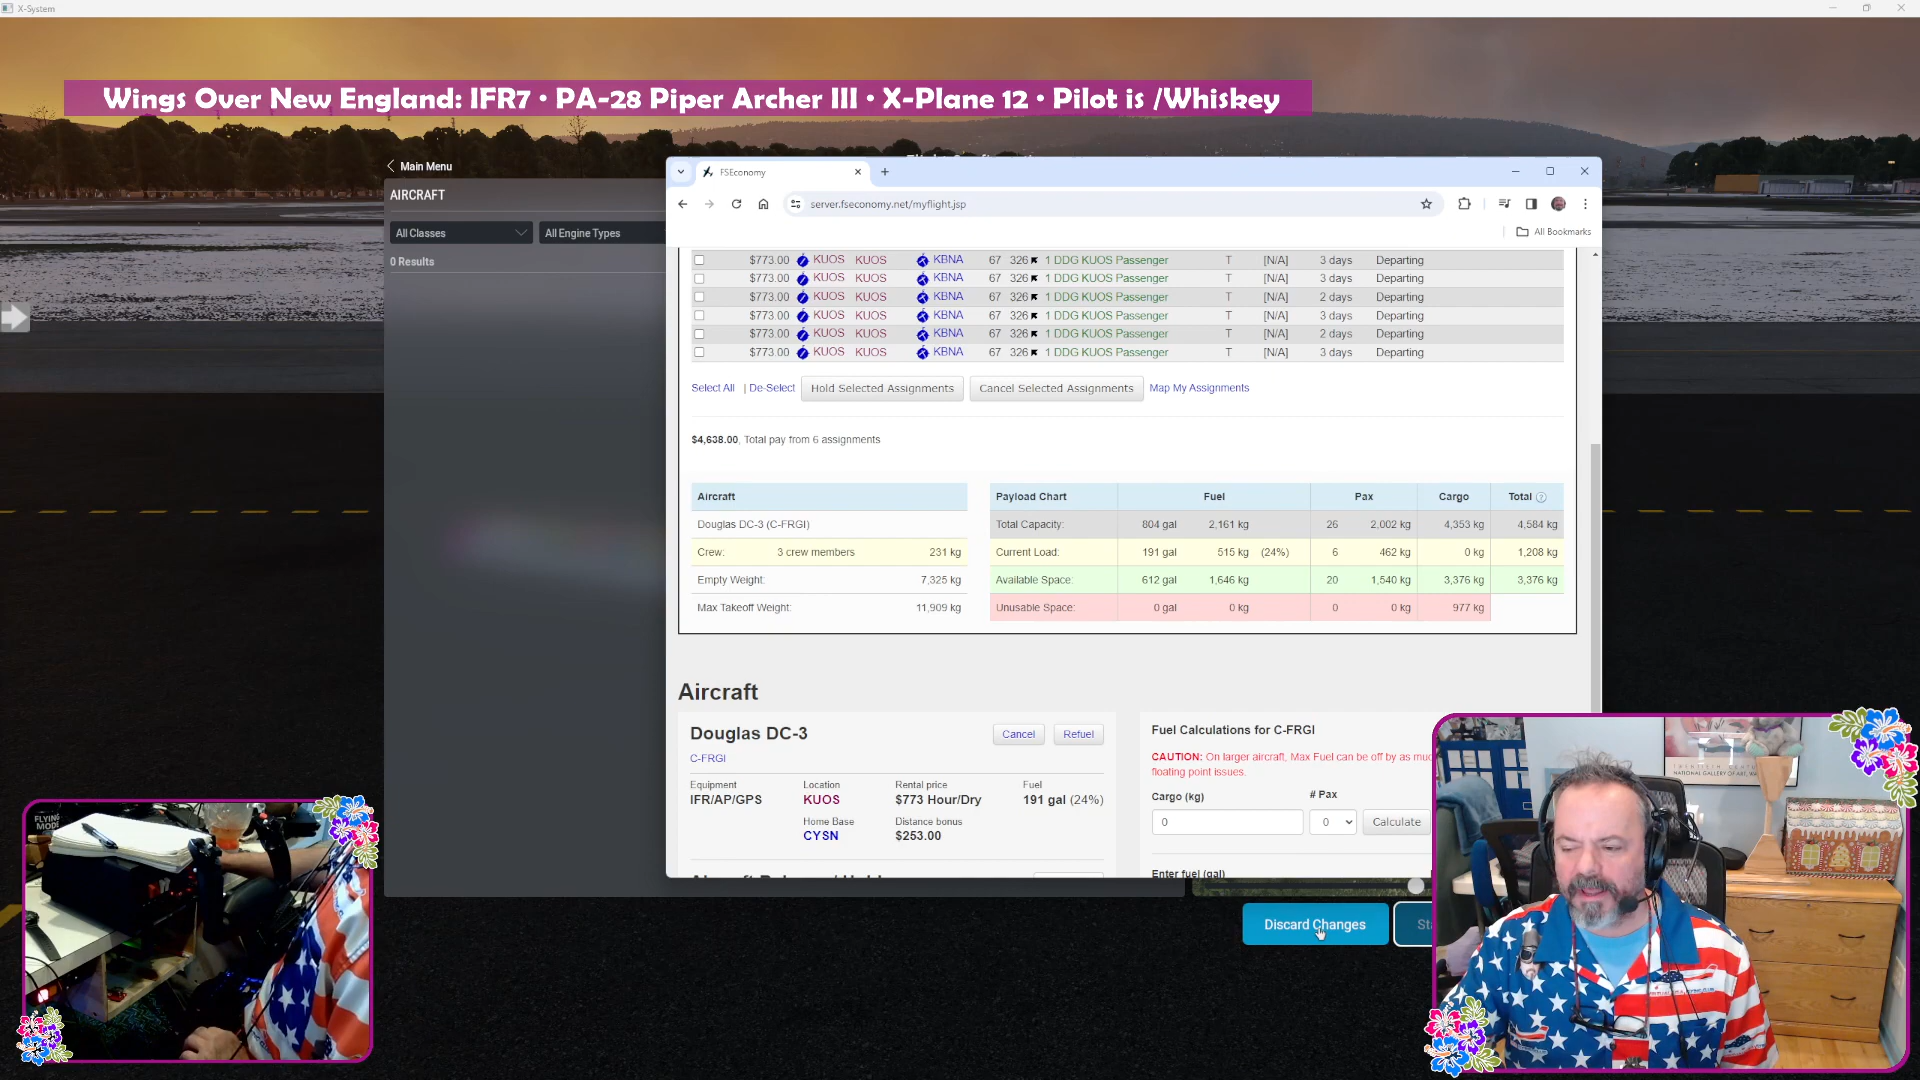 X-System
Wings Over New England: IFR7 • PA-28 Piper Archer III • X-Plane 12 • Pilot is /Whiskey
Main Menu
AIRCRAFT
All Classes
All Engine Types
0 Results
FSEconomy
server.fseconomy.net/myflight.jsp
All Bookmarks
$773.00 KUOS KUOS KBNA 67 326 1 DDG KUOS Passenger T [N/A] 3 days Departing
$773.00 KUOS KUOS KBNA 67 326 1 DDG KUOS Passenger T [N/A] 3 days Departing
$773.00 KUOS KUOS KBNA 67 326 1 DDG KUOS Passenger T [N/A] 2 days Departing
$773.00 KUOS KUOS KBNA 67 326 1 DDG KUOS Passenger T [N/A] 3 days Departing
$773.00 KUOS KUOS KBNA 67 326 1 DDG KUOS Passenger T [N/A] 2 days Departing
$773.00 KUOS KUOS KBNA 67 326 1 DDG KUOS Passenger T [N/A] 3 days Departing
Select All | De-Select Hold Selected Assignments Cancel Selected Assignments Map My Assignments
$4,638.00, Total pay from 6 assignments
Aircraft
Douglas DC-3 (C-FRGI)
Crew: 3 crew members 231 kg
Empty Weight: 7,325 kg
Max Takeoff Weight: 11,909 kg
Payload Chart Fuel Pax Cargo Total
Total Capacity: 804 gal 2,161 kg 26 2,002 kg 4,353 kg 4,584 kg
Current Load: 191 gal 515 kg (24%) 6 462 kg 0 kg 1,208 kg
Available Space: 612 gal 1,646 kg 20 1,540 kg 3,376 kg 3,376 kg
Unusable Space: 0 gal 0 kg 0 0 kg 977 kg
Aircraft
Douglas DC-3 Cancel Refuel
C-FRGI
Equipment Location Rental price Fuel
IFR/AP/GPS KUOS $773 Hour/Dry 191 gal (24%)
Home Base Distance bonus
CYSN $253.00
Fuel Calculations for C-FRGI
CAUTION: On larger aircraft, Max Fuel can be off by as
floating point issues.
Cargo (kg) # Pax
0 0 Calculate
Enter fuel (gal)
Discard Changes
FLYING
MODE
NATIONAL GALLERY OF ART